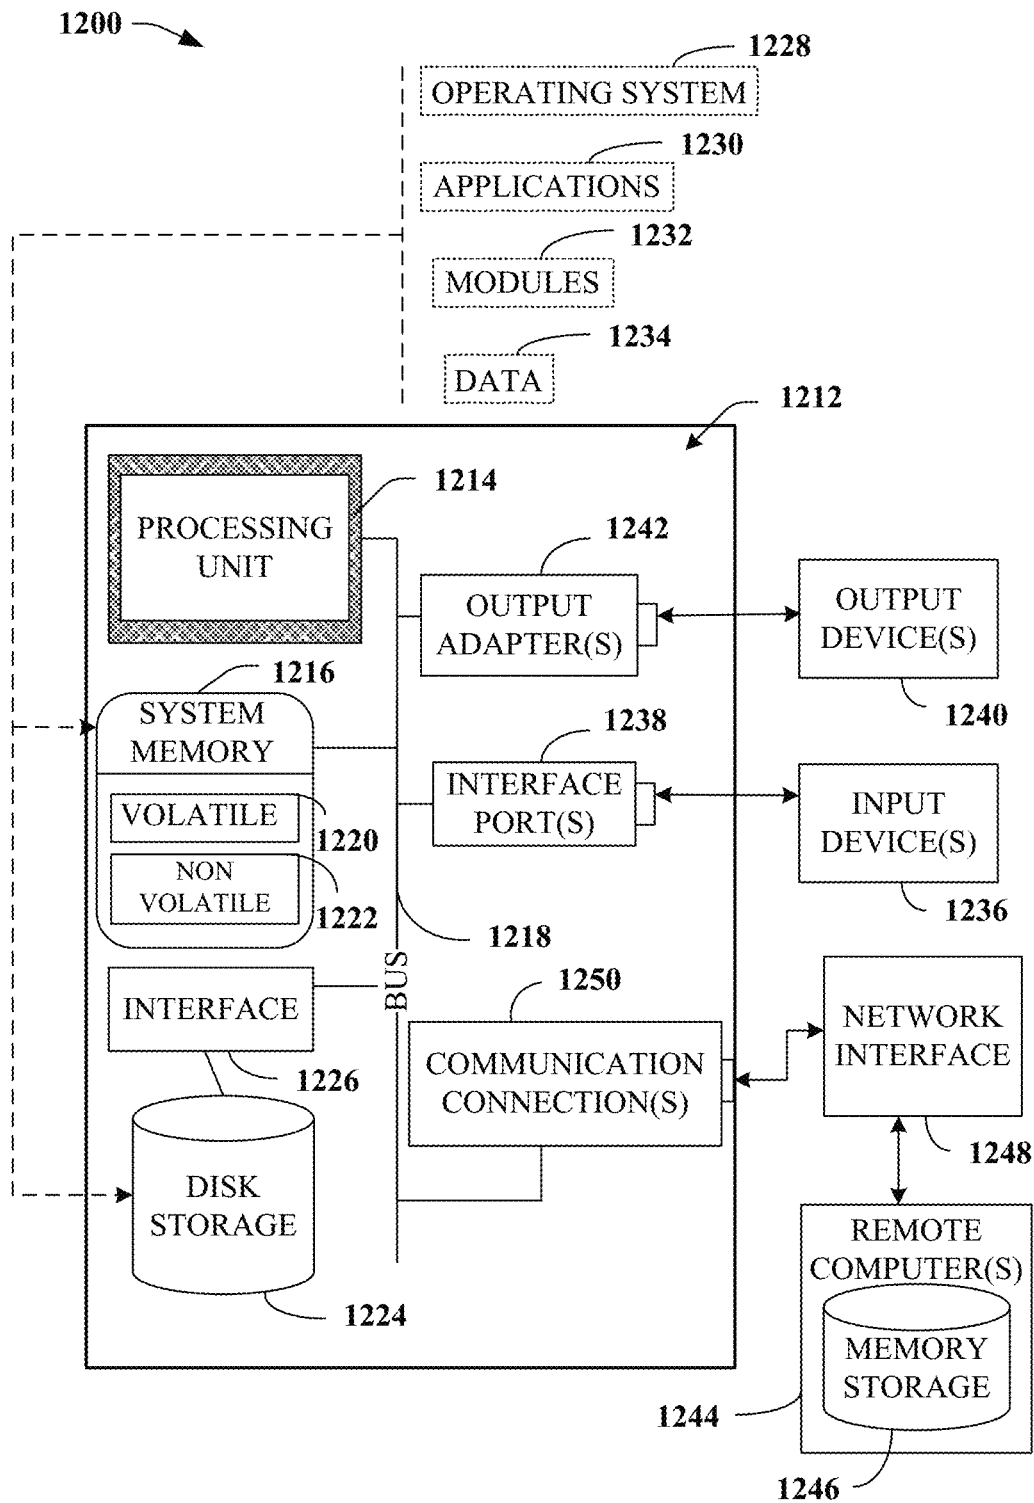 1200
1228
OPERATING SYSTEM
1230
APPLICATIONS
1232
MODULES
1234
DATA
1212
1214
PROCESSING
UNIT
1242
OUTPUT
ADAPTER(S)
OUTPUT
DEVICE(S)
1240
1216
SYSTEM
MEMORY
1238
INTERFACE
PORT(S)
INPUT
DEVICE(S)
1236
VOLATILE
1220
NON
VOLATILE
1222
1218
BUS
INTERFACE
1226
1250
COMMUNICATION
CONNECTION(S)
NETWORK
INTERFACE
1248
DISK
STORAGE
1224
REMOTE
COMPUTER(S)
MEMORY
STORAGE
1244
1246